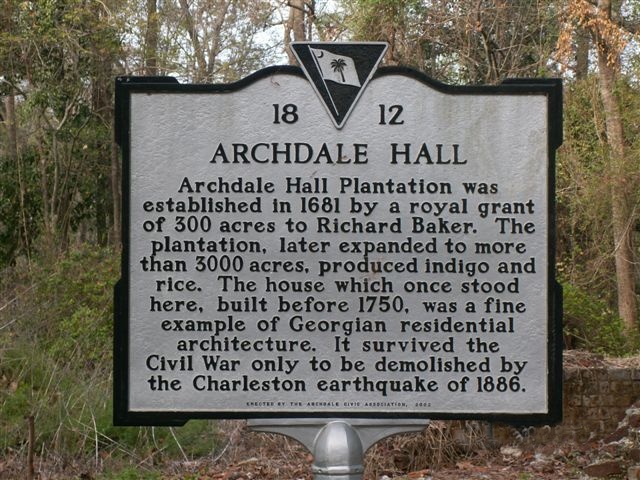 18 12
ARCHDALE HALL
Archdale Hall Plantation was
established in 1681 by a royal grant
of 300 acres to Richard Baker. The
plantation, later expanded to more
than 3000 acres, produced indigo and
rice. The house which once stood
here, built before 1750, was a fine
example of Georgian residential
architecture. It survived the
Civil War only to be demolished by
the Charleston earthquake of 1886.
ERECTED BY THE ARCHDALE CIVIC ASSOCIATION, 2002